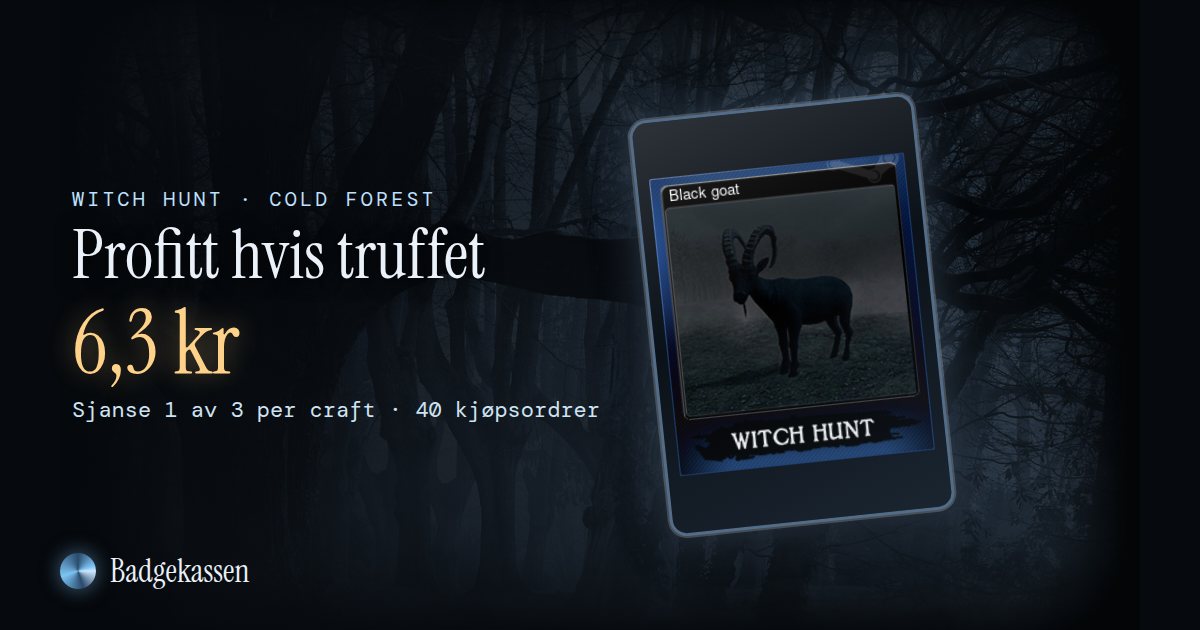 WITCH HUNT · COLD FOREST
Profitt hvis truffet
6,3 kr
Sjanse 1 av 3 per craft · 40 kjøpsordrer
Black goat
WITCH HUNT
Badgekassen